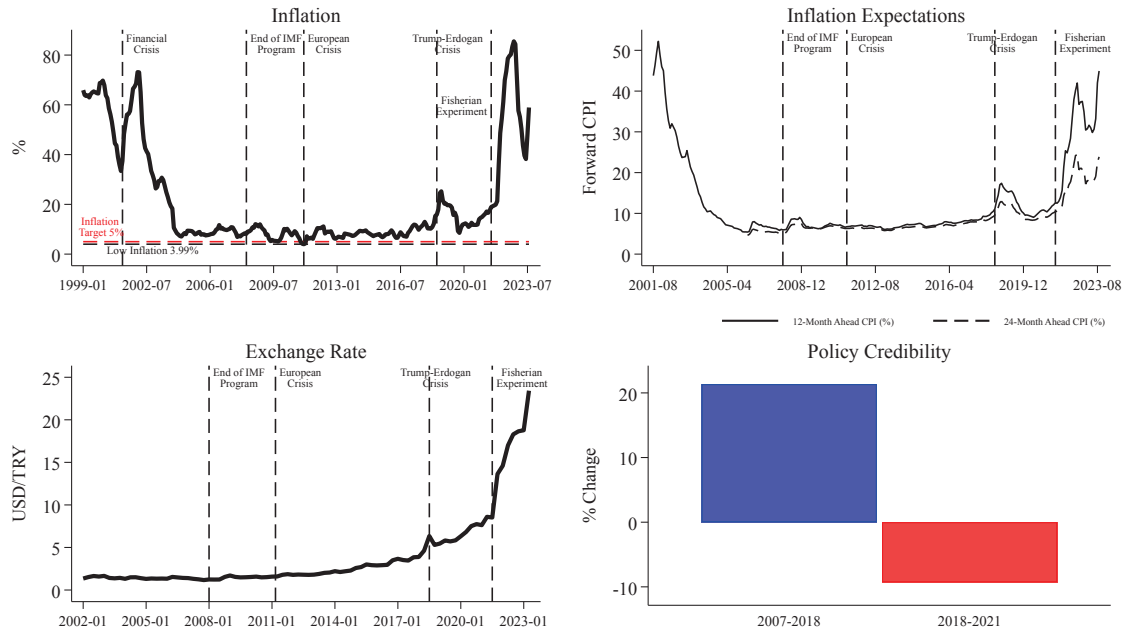 Inflation
%
80
60
40
20
0
Financial
Crisis
End of IMF
Program
European
Crisis
Trump-Erdogan
Crisis
Fisherian
Experiment
Inflation
Target 5%
Low Inflation 3.99%
1999-01 2002-07 2006-01 2009-07 2013-01 2016-07 2020-01 2023-07
Inflation Expectations
Forward CPI
50
40
30
20
10
0
End of IMF
Program
European
Crisis
Trump-Erdogan
Crisis
Fisherian
Experiment
2001-08 2005-04 2008-12 2012-08 2016-04 2019-12 2023-08
12-Month Ahead CPI (%) 24-Month Ahead CPI (%)
Exchange Rate
USD/TRY
25
20
15
10
5
0
End of IMF
Program
European
Crisis
Trump-Erdogan
Crisis
Fisherian
Experiment
2002-01 2005-01 2008-01 2011-01 2014-01 2017-01 2020-01 2023-01
Policy Credibility
% Change
20
10
0
-10
2007-2018 2018-2021